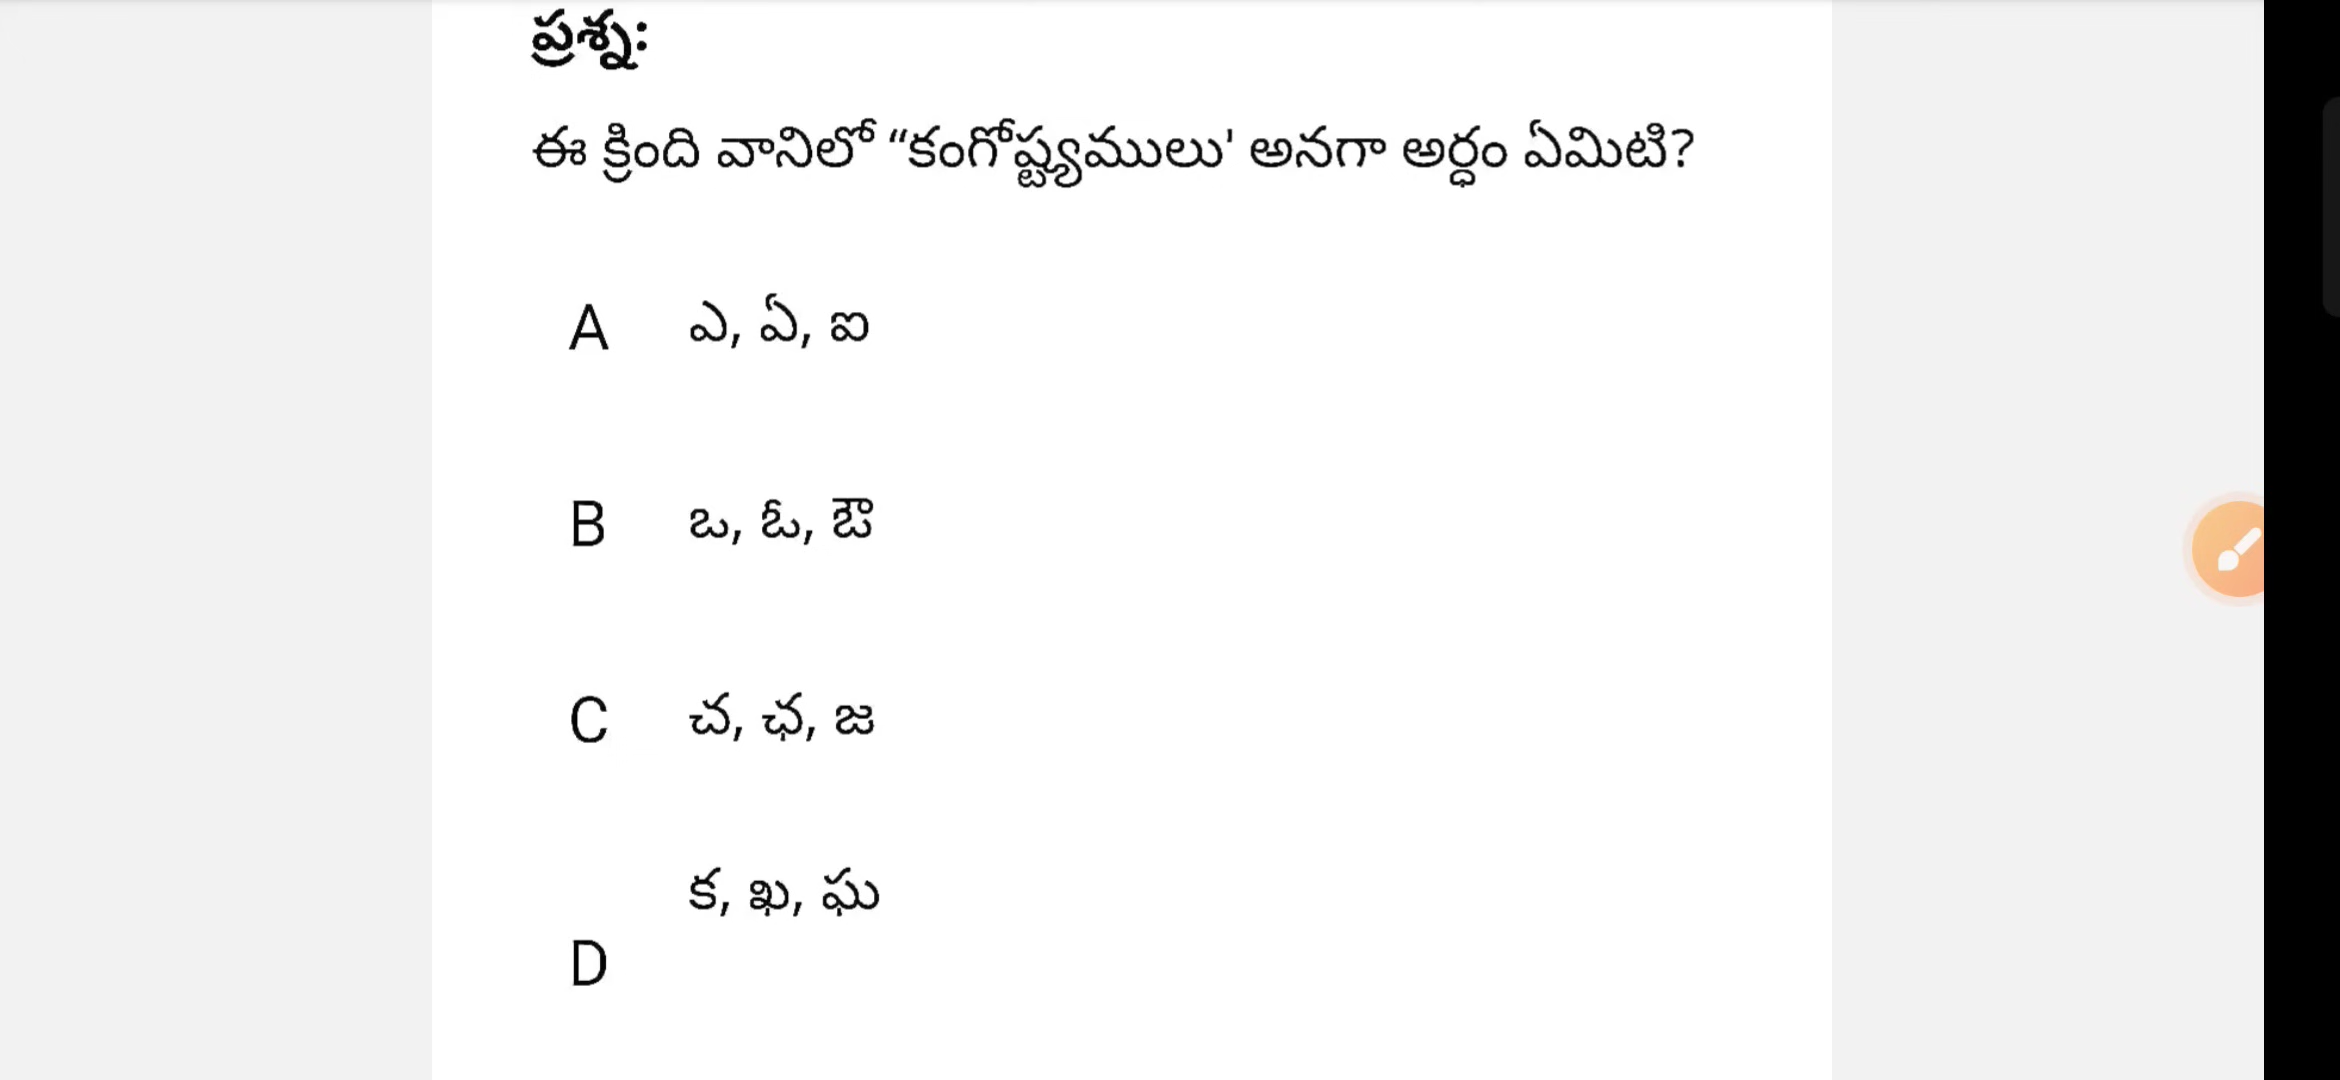 ప్రశ్న:
ఈ క్రింది వానిలో “కంగోష్ట్యములు' అనగా అర్ధం ఏమిటి?
A ఎ, ఏ, ఐ
B ఒ, ఓ, ఔ
C చ, ఛ, జ
క, ఖ, ఘ
D